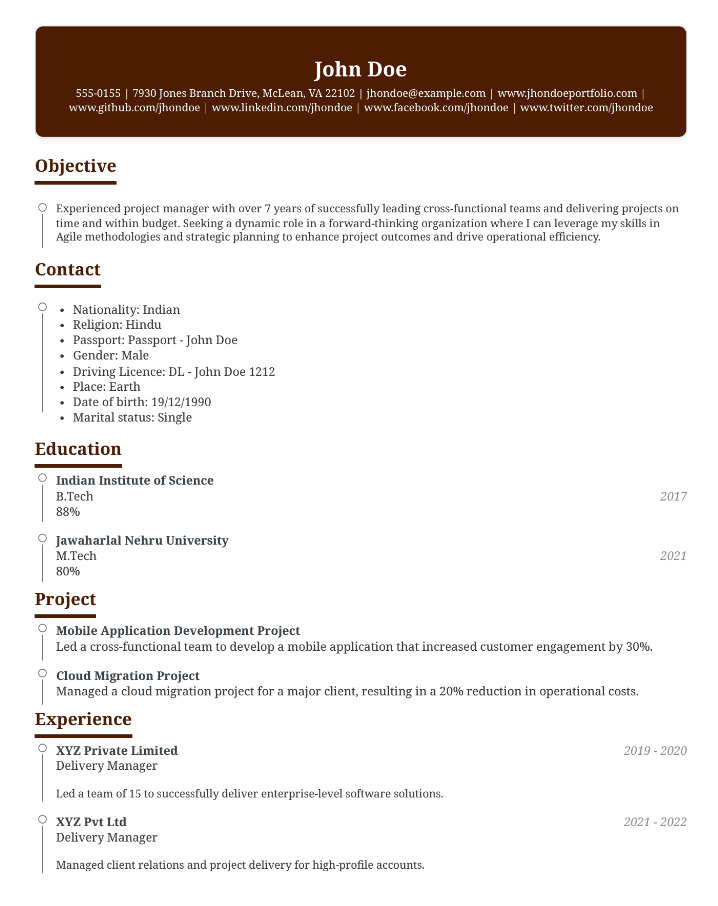 John Doe
555-0155 | 7930 Jones Branch Drive, McLean, VA 22102 | jhondoe@example.com | www.jhondoeportfolio.com |
www.github.com/jhondoe | www.linkedin.com/jhondoe | www.facebook.com/jhondoe | www.twitter.com/jhondoe
Objective
Experienced project manager with over 7 years of successfully leading cross-functional teams and delivering projects on
time and within budget. Seeking a dynamic role in a forward-thinking organization where I can leverage my skills in
Agile methodologies and strategic planning to enhance project outcomes and drive operational efficiency.
Contact
• Nationality: Indian
• Religion: Hindu
• Passport: Passport - John Doe
• Gender: Male
• Driving Licence: DL - John Doe 1212
• Place: Earth
• Date of birth: 19/12/1990
• Marital status: Single
Education
Indian Institute of Science
B.Tech 2017
88%
Jawaharlal Nehru University
M.Tech 2021
80%
Project
Mobile Application Development Project
Led a cross-functional team to develop a mobile application that increased customer engagement by 30%.
Cloud Migration Project
Managed a cloud migration project for a major client, resulting in a 20% reduction in operational costs.
Experience
XYZ Private Limited 2019 - 2020
Delivery Manager
Led a team of 15 to successfully deliver enterprise-level software solutions.
XYZ Pvt Ltd 2021 - 2022
Delivery Manager
Managed client relations and project delivery for high-profile accounts.